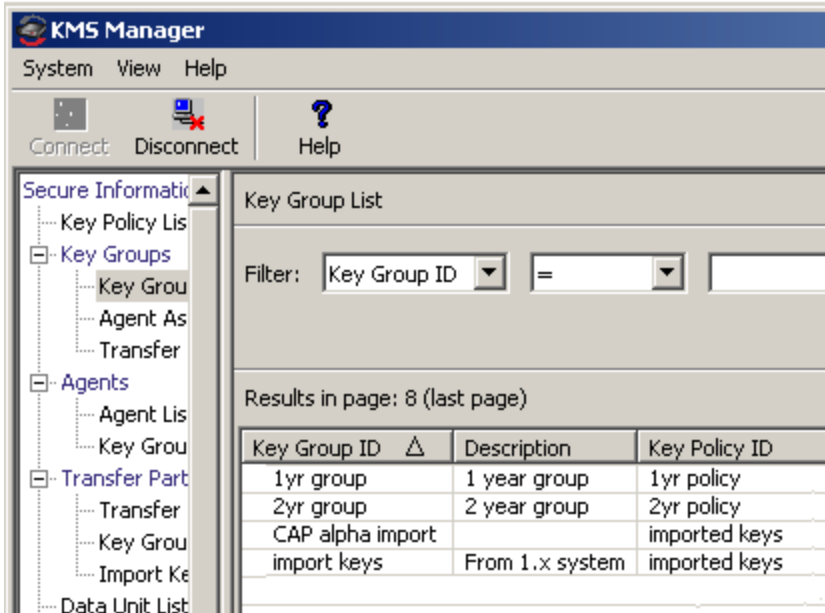 KMS Manager
System View Help
Connect Disconnect Help
Secure Informatic
Key Policy Lis
Key Groups
Key Grou
Agent As
Transfer
Agents
Agent Lis
Key Grou
Transfer Part
Transfer
Key Grou
Import Ke
Data Unit List
Key Group List
Filter: Key Group ID =
Results in page: 8 (last page)
Key Group ID Description Key Policy ID
1yr group 1 year group 1yr policy
2yr group 2 year group 2yr policy
CAP alpha import imported keys
import keys From 1.x system imported keys